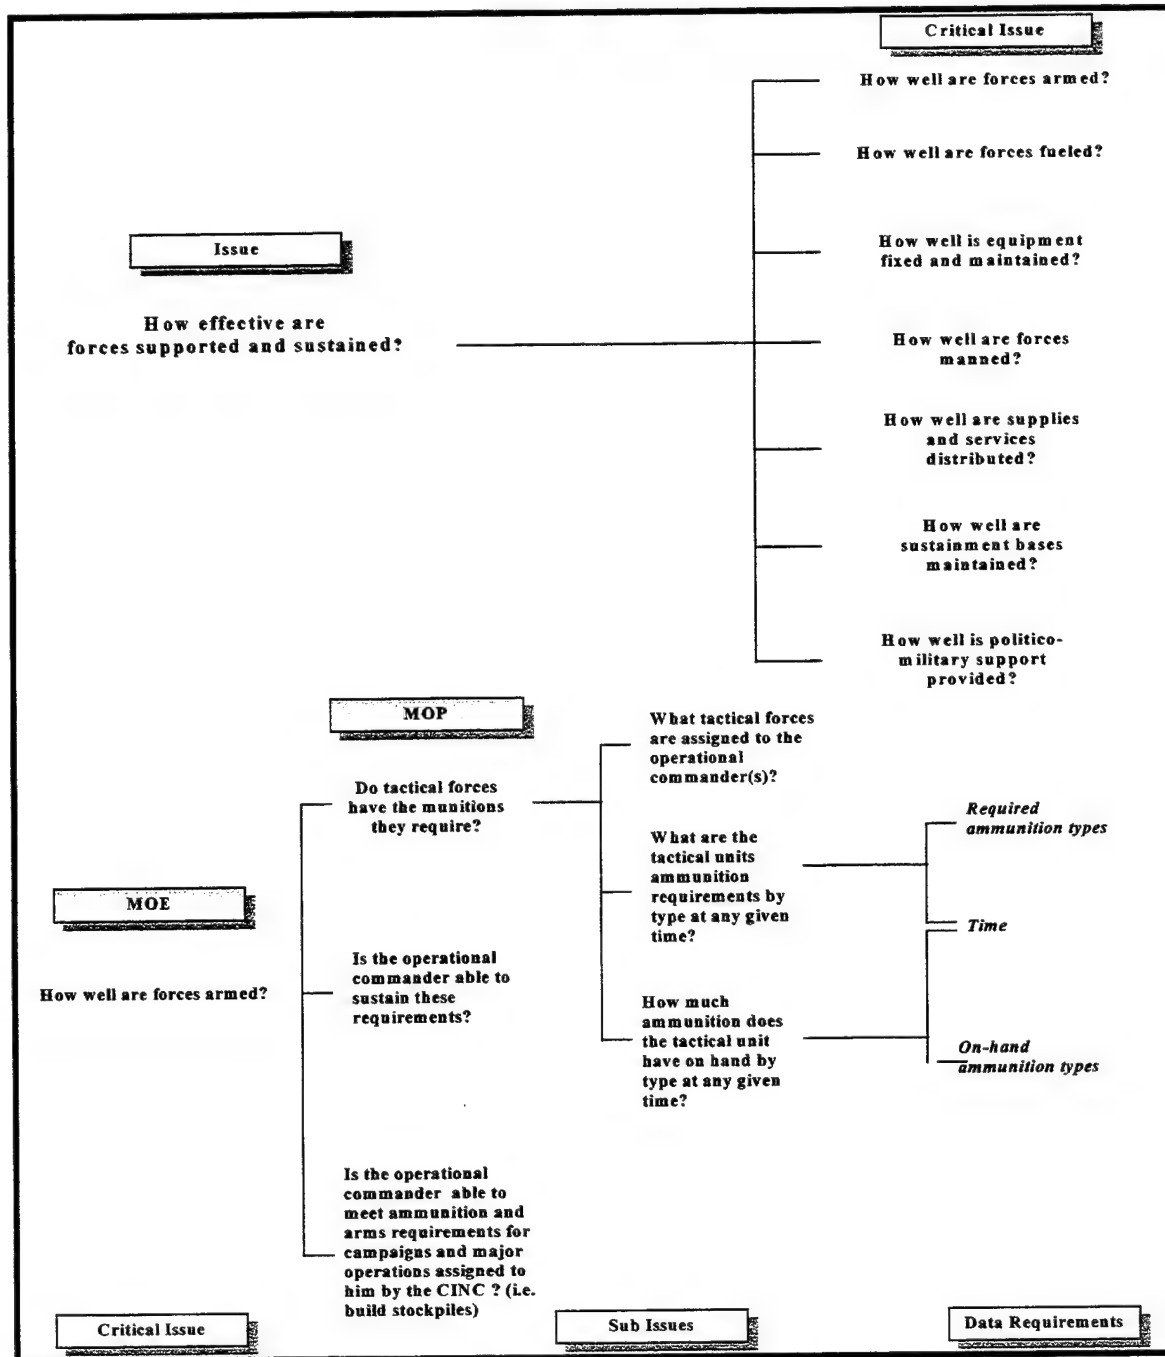 Critical Issue
How well are forces armed?
How well are forces fueled?
Issue
How well is equipment
fixed and maintained?
How effective are
forces supported and sustained?
How well are forces
manned?
How well are supplies
and services
distributed?
How well are
sustainment bases
maintained?
How well is politico-
military support
provided?
MOP
What tactical forces
are assigned to the
operational
commander(s)?
Do tactical forces
have the munitions
they require?
Required
ammunition types
What are the
tactical units
ammunition
requirements by
type at any given
time?
MOE
Time
How well are forces armed?
Is the operational
commander able to
sustain these
requirements?
How much
ammunition does
the tactical unit
have on hand by
type at any given
time?
On-hand
ammunition types
Is the operational
commander able to
meet ammunition and
arms requirements for
campaigns and major
operations assigned to
him by the CINC ? (i.e.
build stockpiles)
Critical Issue
Sub Issues
Data Requirements